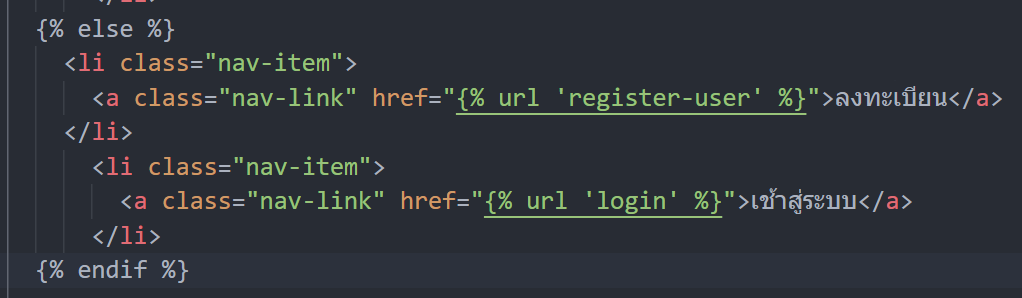 {% else %}
<li class="nav-item">
<a class="nav-link" href="{% url 'register-user' %}">ลงทะเบียน</a>
</li>
<li class="nav-item">
<a class="nav-link" href="{% url 'login' %}">เช้าสู่ระบบ</a>
</li>
{% endif %}